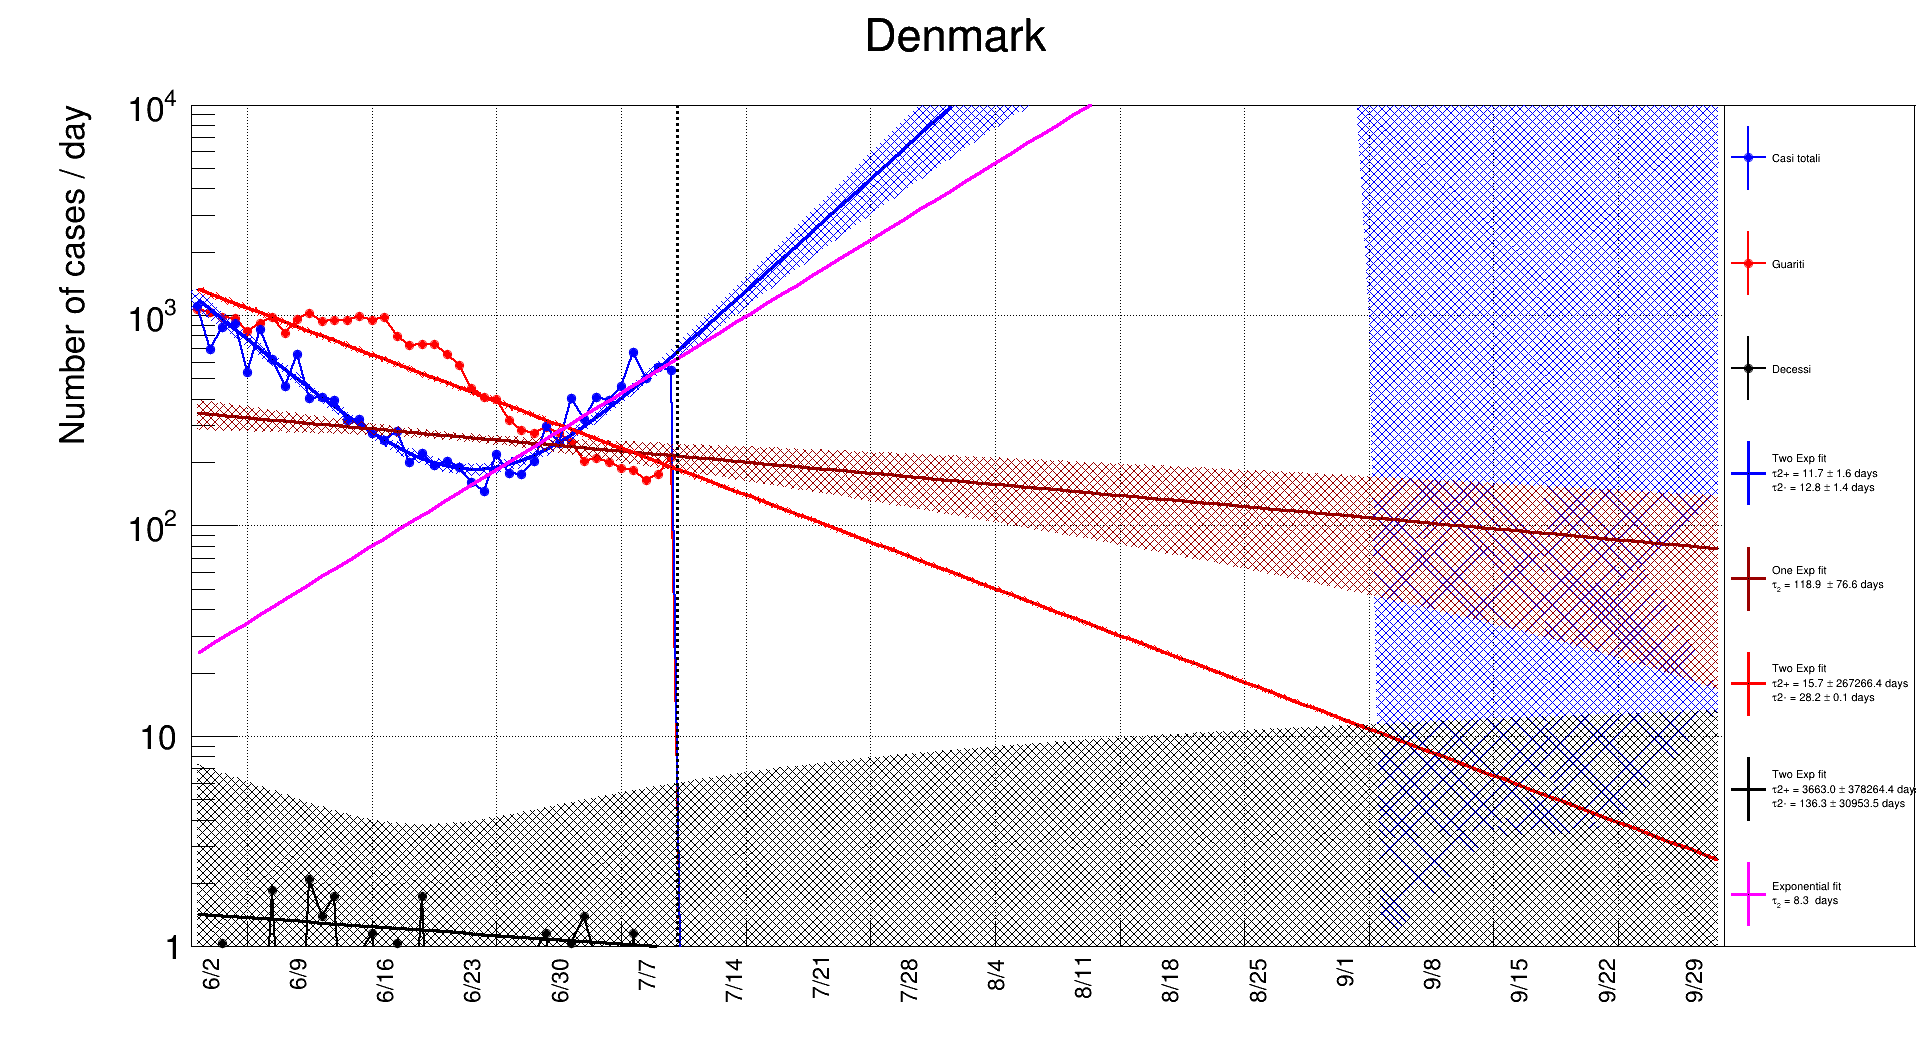 Denmark
Number of cases / day
10^4
10^3
10^2
10
1
6/2
6/9
6/16
6/23
6/30
7/7
7/14
7/21
7/28
8/4
8/11
8/18
8/25
9/1
9/8
9/15
9/22
9/29
Casi totali
Guariti
Decessi
Two Exp fit
τ2+ = 11.7 ± 1.6 days
τ2- = 12.8 ± 1.4 days
One Exp fit
τ_2 = 118.9 ± 76.6 days
Two Exp fit
τ2+ = 15.7 ± 267266.4 days
τ2- = 28.2 ± 0.1 days
Two Exp fit
τ2+ = 3663.0 ± 378264.4 day
τ2- = 136.3 ± 30953.5 days
Exponential fit
τ_2 = 8.3 days